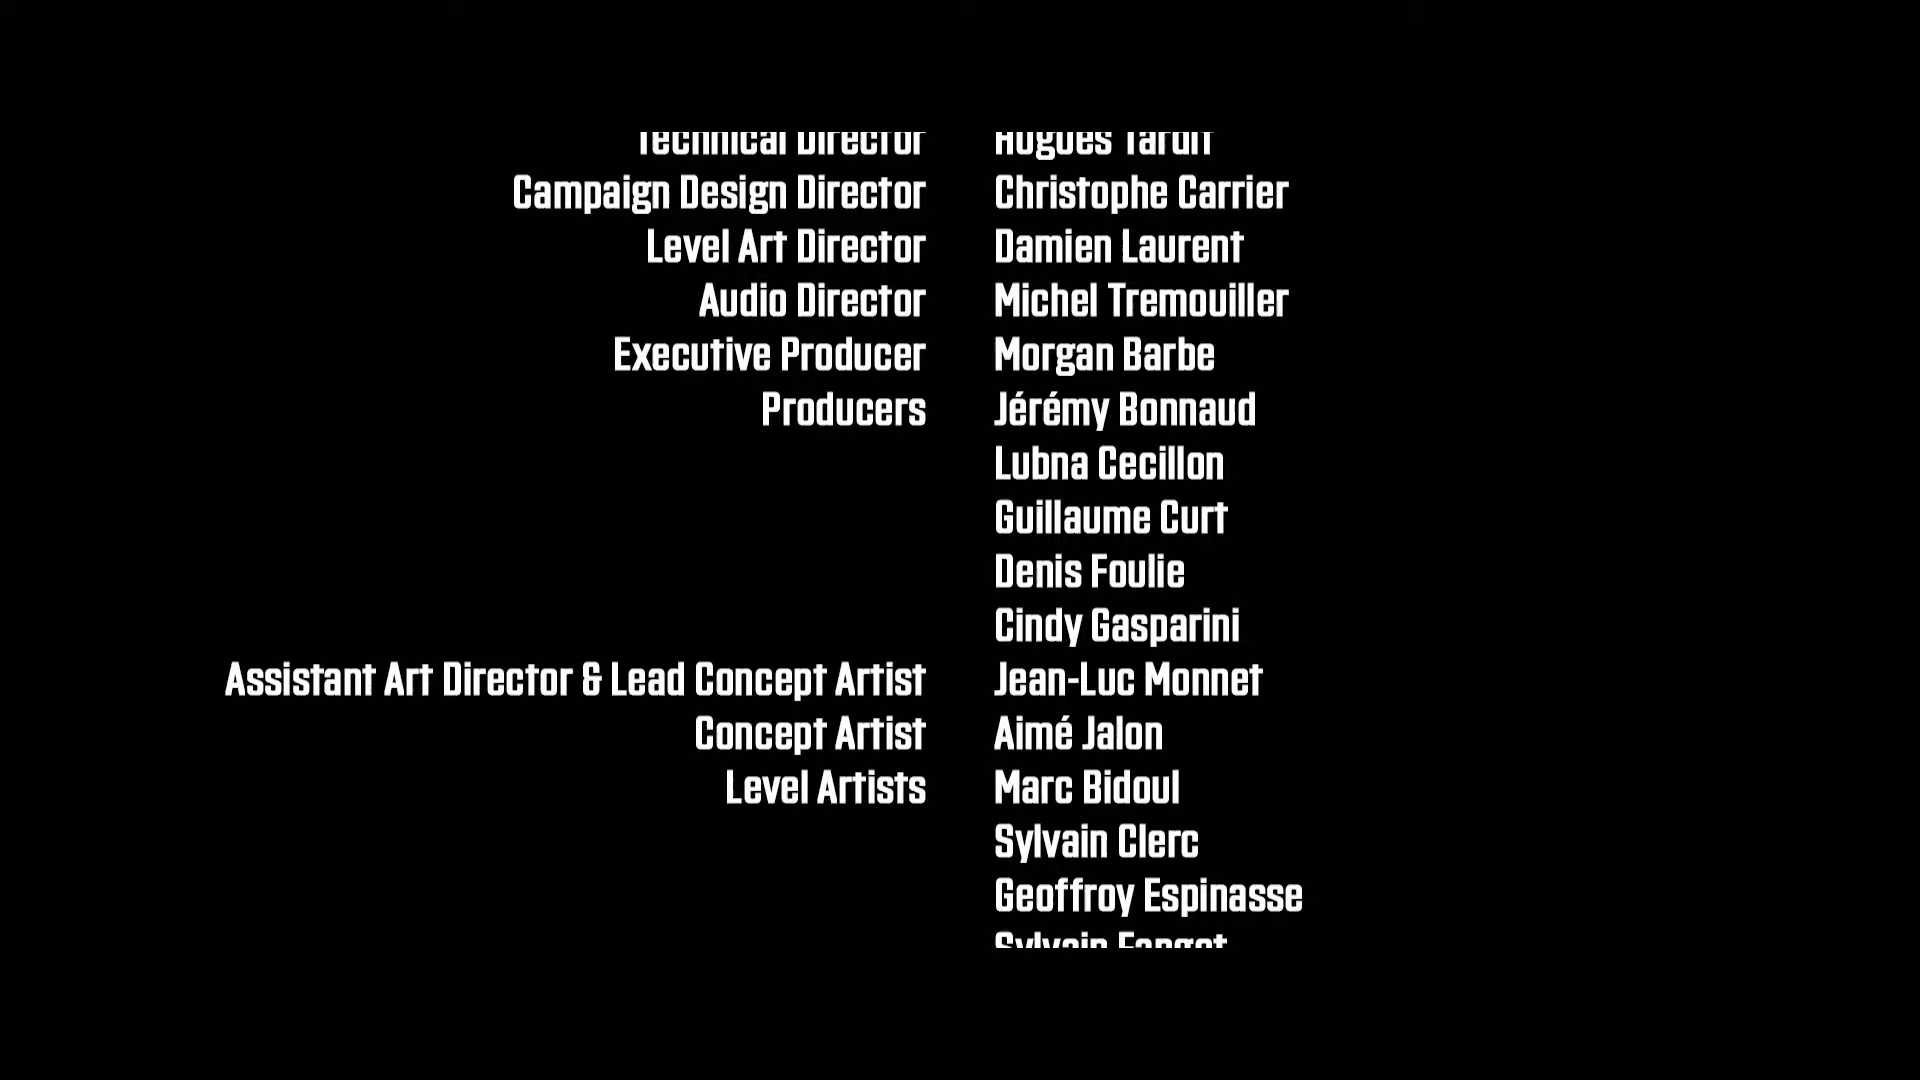 Technical Director Hugues Tardif
Campaign Design Director Christophe Carrier
Level Art Director Damien Laurent
Audio Director Michel Tremouiller
Executive Producer Morgan Barbe
Producers Jérémy Bonnaud
Lubna Cecillon
Guillaume Curt
Denis Foulie
Cindy Gasparini
Assistant Art Director & Lead Concept Artist Jean-Luc Monnet
Concept Artist Aimé Jalon
Level Artists Marc Bidoul
Sylvain Clerc
Geoffroy Espinasse
Sylvain